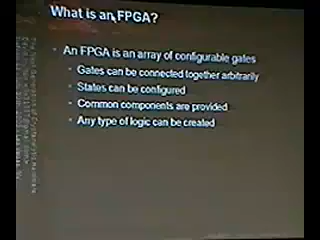 What is an FPGA?
An FPGA is an array of configurable gates
Gates can be connected together arbitrarily
States can be configured
Common components are provided
Any type of logic can be created